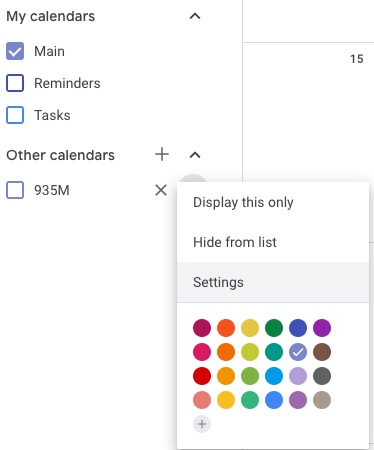 My calendars
Main
15
Reminders
Tasks
Other calendars
935M
Display this only
Hide from list
Settings